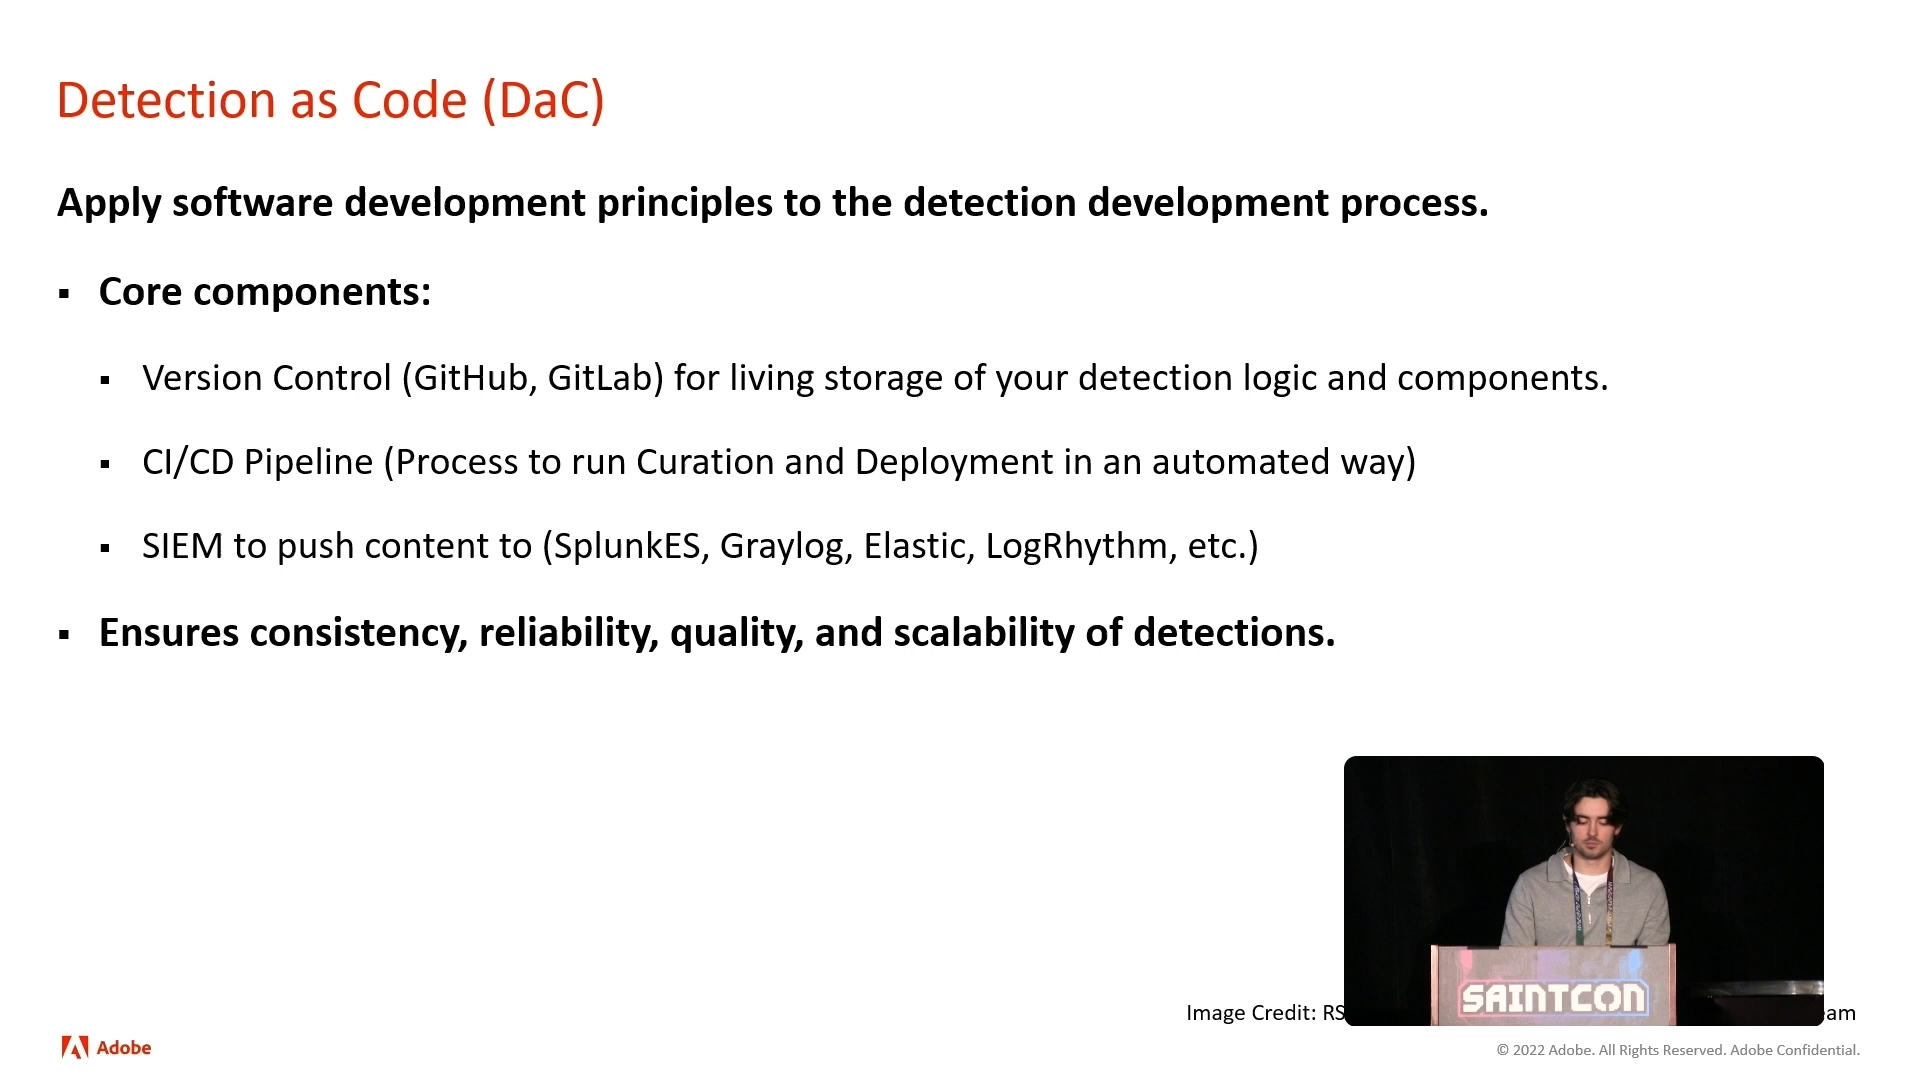 Detection as Code (DaC)
Apply software development principles to the detection development process.
▪ Core components:
▪ Version Control (GitHub, GitLab) for living storage of your detection logic and components.
▪ CI/CD Pipeline (Process to run Curation and Deployment in an automated way)
▪ SIEM to push content to (SplunkES, Graylog, Elastic, LogRhythm, etc.)
▪ Ensures consistency, reliability, quality, and scalability of detections.
SAINTCON
Image Credit:
Adobe
© 2022 Adobe. All Rights Reserved. Adobe Confidential.